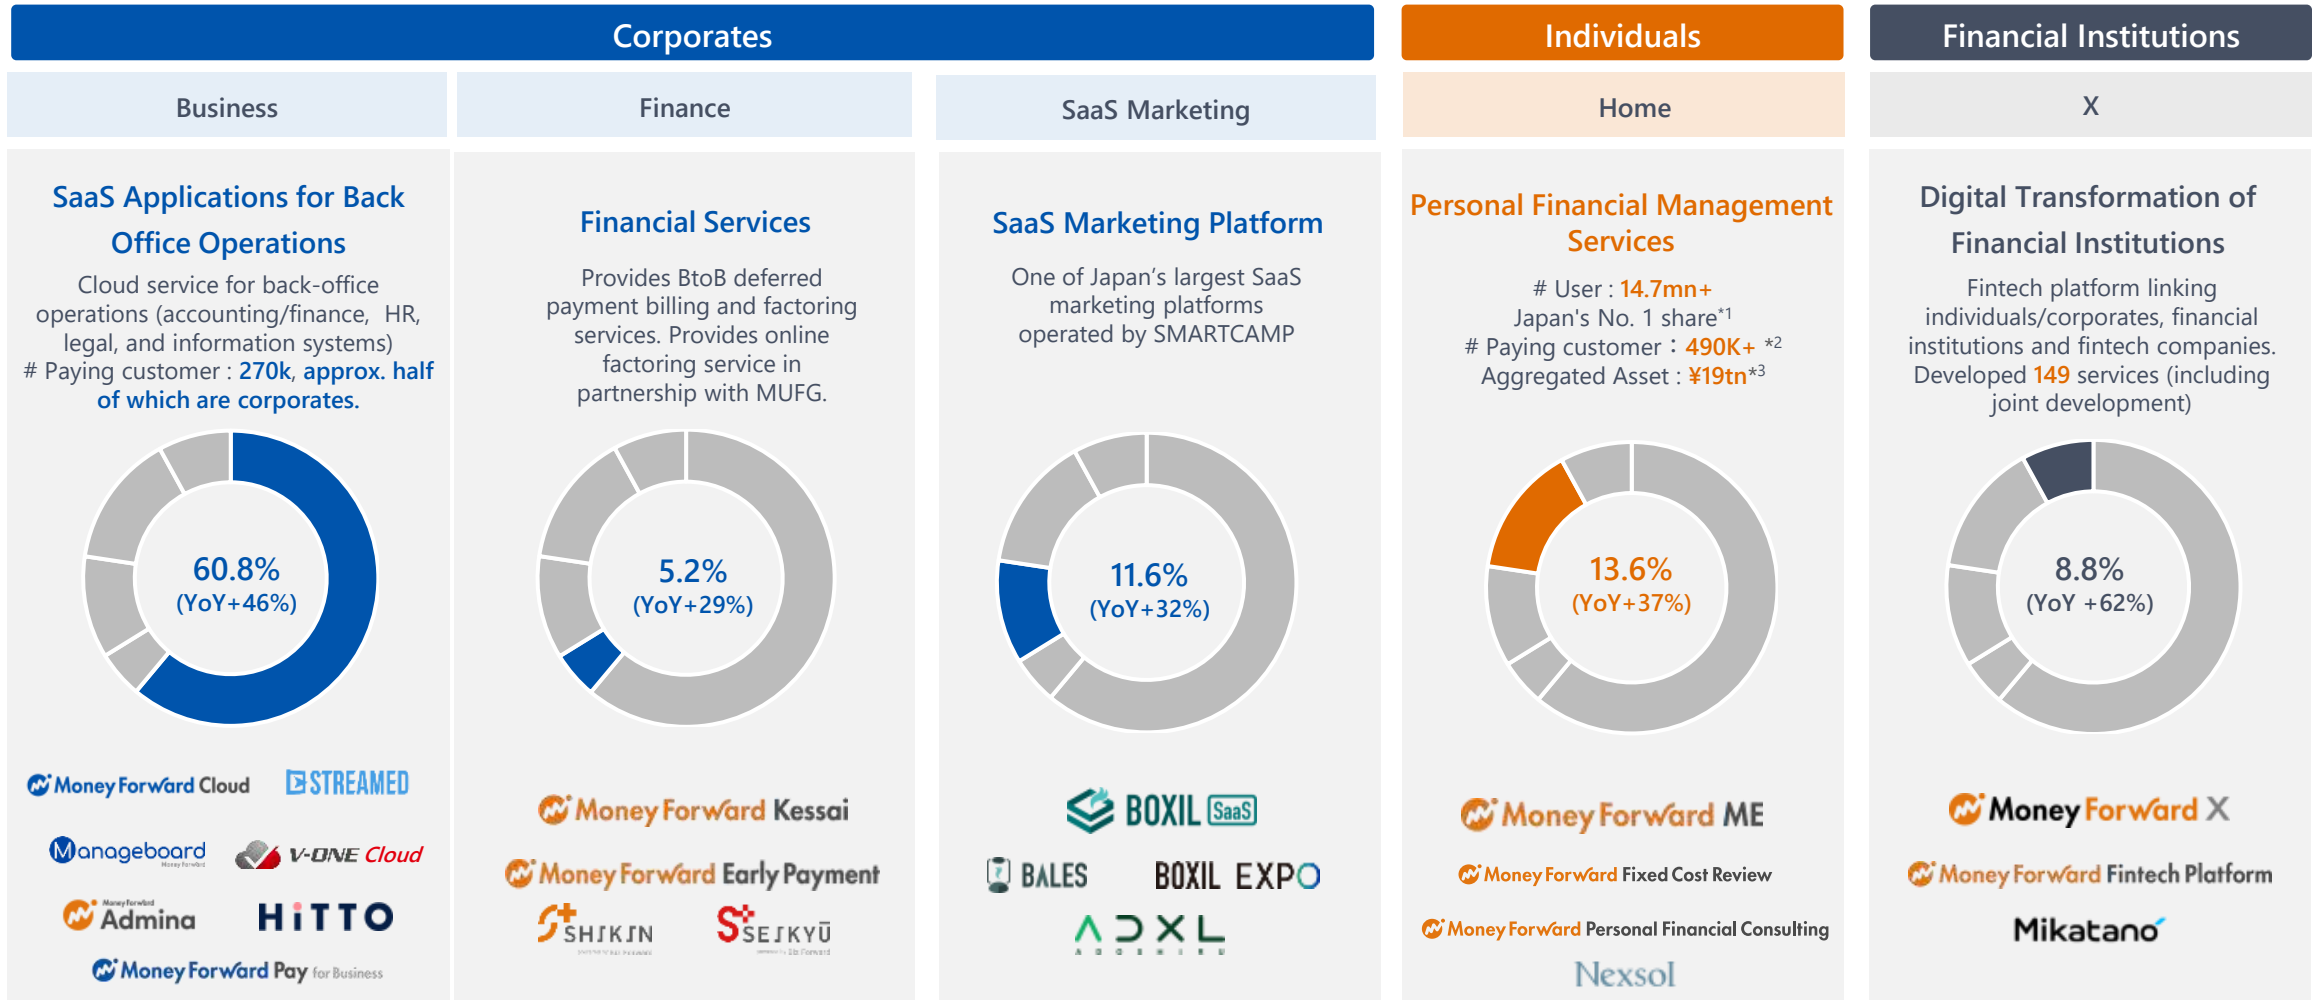 Corporates
Individuals
Financial Institutions
Business
Finance
SaaS Marketing
Home
X
SaaS Applications for Back
Office Operations
Cloud service for back-office
operations (accounting/finance, HR,
legal, and information systems)
# Paying customer : 270k, approx. half
of which are corporates.
60.8%
(YoY+46%)
Money Forward Cloud
STREAMED
Manageboard
Money Forward
V-ONE Cloud
Money Forward
Admina
HiTTO
Money Forward Pay for Business
Financial Services
Provides BtoB deferred
payment billing and factoring
services. Provides online
factoring service in
partnership with MUFG.
5.2%
(YoY+29%)
Money Forward Kessai
Money Forward Early Payment
SHIKIN
SEIKYŪ
SaaS Marketing Platform
One of Japan’s largest SaaS
marketing platforms
operated by SMARTCAMP
11.6%
(YoY+32%)
BOXIL SaaS
BALES
BOXIL EXPO
ADXL
Personal Financial Management
Services
# User : 14.7mn+
Japan's No. 1 share*1
# Paying customer：490K+ *2
Aggregated Asset : ¥19tn*3
13.6%
(YoY+37%)
Money Forward ME
Money Forward Fixed Cost Review
Money Forward Personal Financial Consulting
Nexsol
Digital Transformation of
Financial Institutions
Fintech platform linking
individuals/corporates, financial
institutions and fintech companies.
Developed 149 services (including
joint development)
8.8%
(YoY +62%)
Money Forward X
Money Forward Fintech Platform
Mikatano